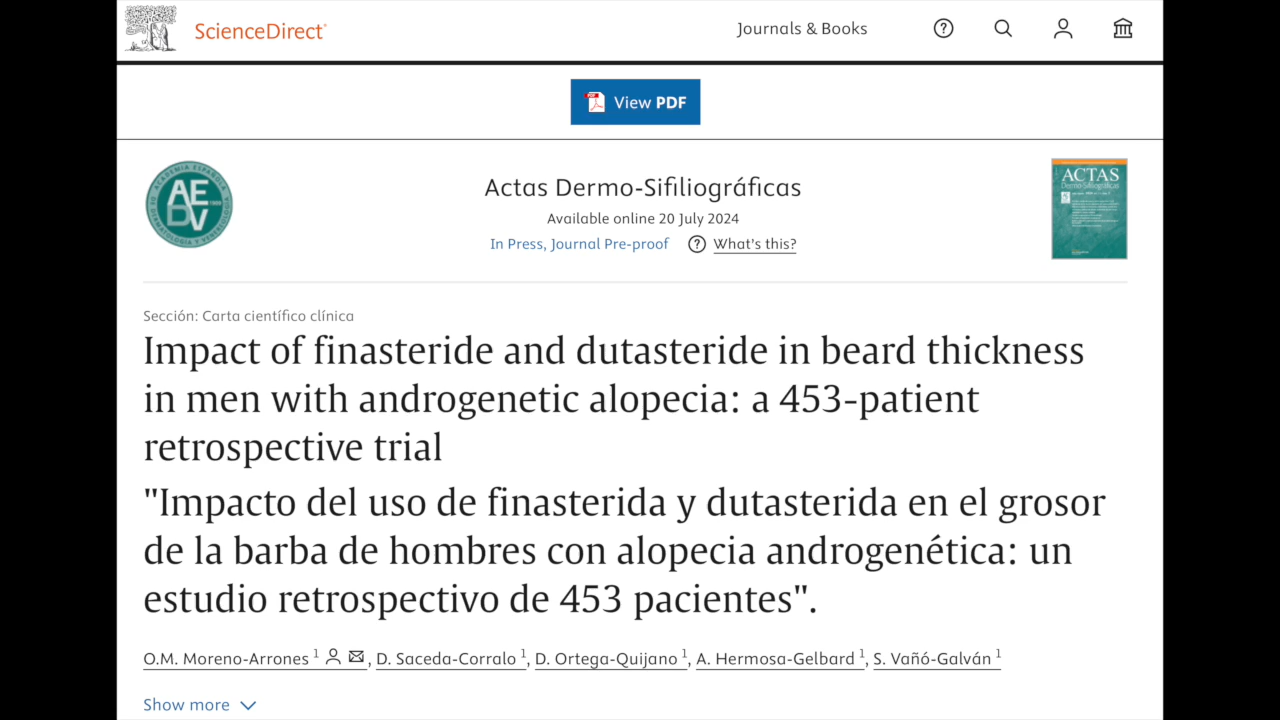 ScienceDirect
Journals & Books
View PDF
Actas Dermo-Sifiliográficas
Available online 20 July 2024
In Press, Journal Pre-proof What's this?
AEDV
ACTAS
Dermo-Sifiliográficas
Sección: Carta científico clínica
Impact of finasteride and dutasteride in beard thickness
in men with androgenetic alopecia: a 453-patient
retrospective trial
"Impacto del uso de finasterida y dutasterida en el grosor
de la barba de hombres con alopecia androgenética: un
estudio retrospectivo de 453 pacientes".
O.M. Moreno-Arrones 1, D. Saceda-Corralo 1, D. Ortega-Quijano 1, A. Hermosa-Gelbard 1, S. Vañó-Galván 1
Show more